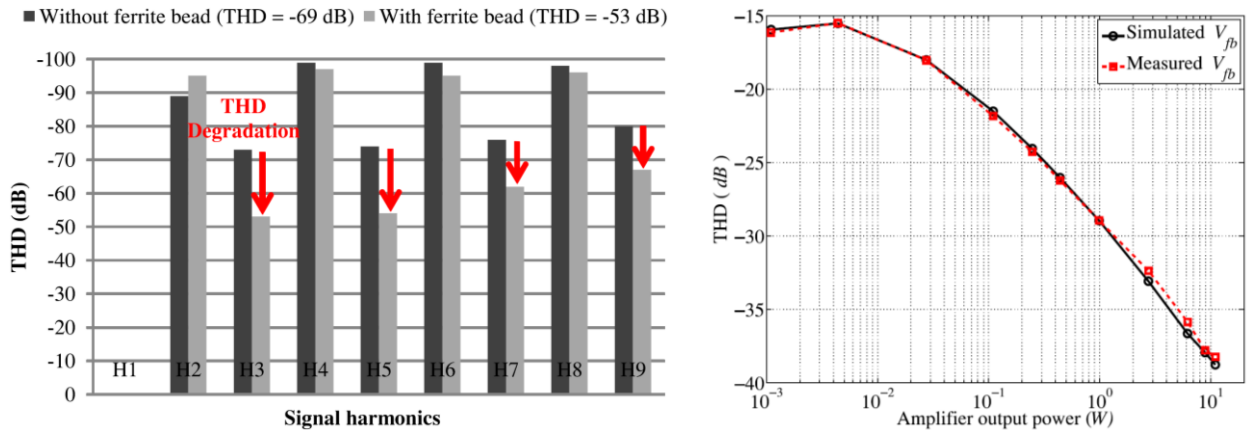 Without ferrite bead (THD = -69 dB) With ferrite bead (THD = -53 dB)
THD (dB)
-100
-90
-80
-70
-60
-50
-40
-30
-20
-10
0
THD
Degradation
H1 H2 H3 H4 H5 H6 H7 H8 H9
Signal harmonics
THD ( dB)
−15
−20
−25
−30
−35
−40
Simulated V_fb
Measured V_fb
10^−3 10^−2 10^−1 10^0 10^1
Amplifier output power (W)